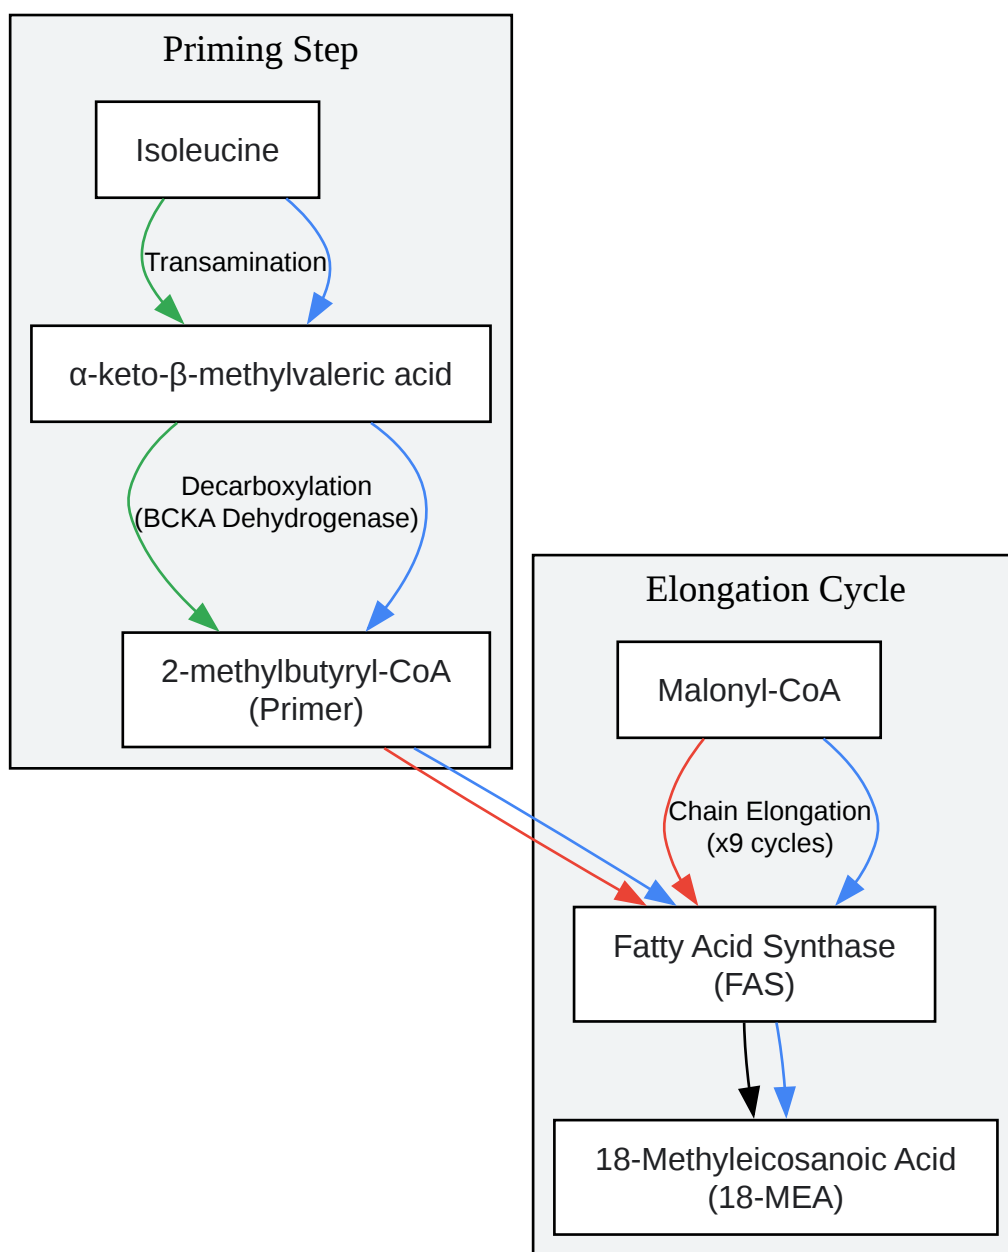 Priming Step
Isoleucine
Transamination
α-keto-β-methylvaleric acid
Decarboxylation
(BCKA Dehydrogenase)
2-methylbutyryl-CoA
(Primer)
Elongation Cycle
Malonyl-CoA
Chain Elongation
(x9 cycles)
Fatty Acid Synthase
(FAS)
18-Methyleicosanoic Acid
(18-MEA)